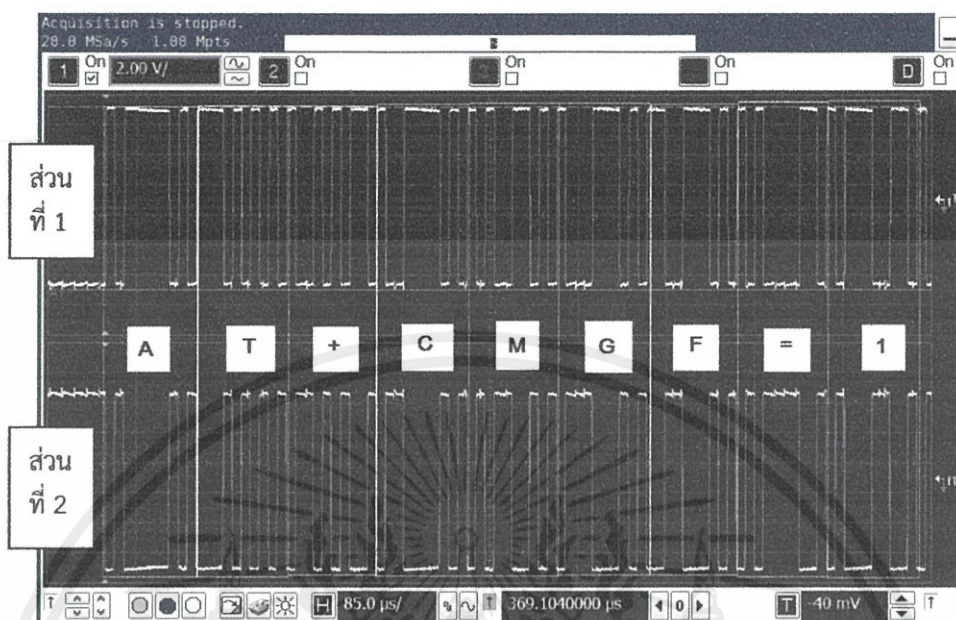 Acquisition is stopped.
20.0 MSa/s 1.00 Mpts
1 On 2.00 V/ 2 On On On D On
ส่วน
ที่ 1
A T + C M G F = 1
ส่วน
ที่ 2
H 85.0 µs/ 369.1040000 µs 0 T -40 mV